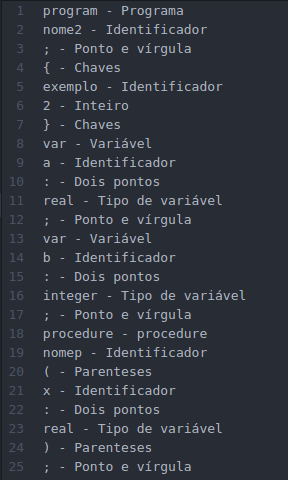 1 program - Programa
2 nome2 - Identificador
3 ; - Ponto e vírgula
4 { - Chaves
5 exemplo - Identificador
6 2 - Inteiro
7 } - Chaves
8 var - Variável
9 a - Identificador
10 : - Dois pontos
11 real - Tipo de variável
12 ; - Ponto e vírgula
13 var - Variável
14 b - Identificador
15 : - Dois pontos
16 integer - Tipo de variável
17 ; - Ponto e vírgula
18 procedure - procedure
19 nomep - Identificador
20 ( - Parenteses
21 x - Identificador
22 : - Dois pontos
23 real - Tipo de variável
24 ) - Parenteses
25 ; - Ponto e vírgula